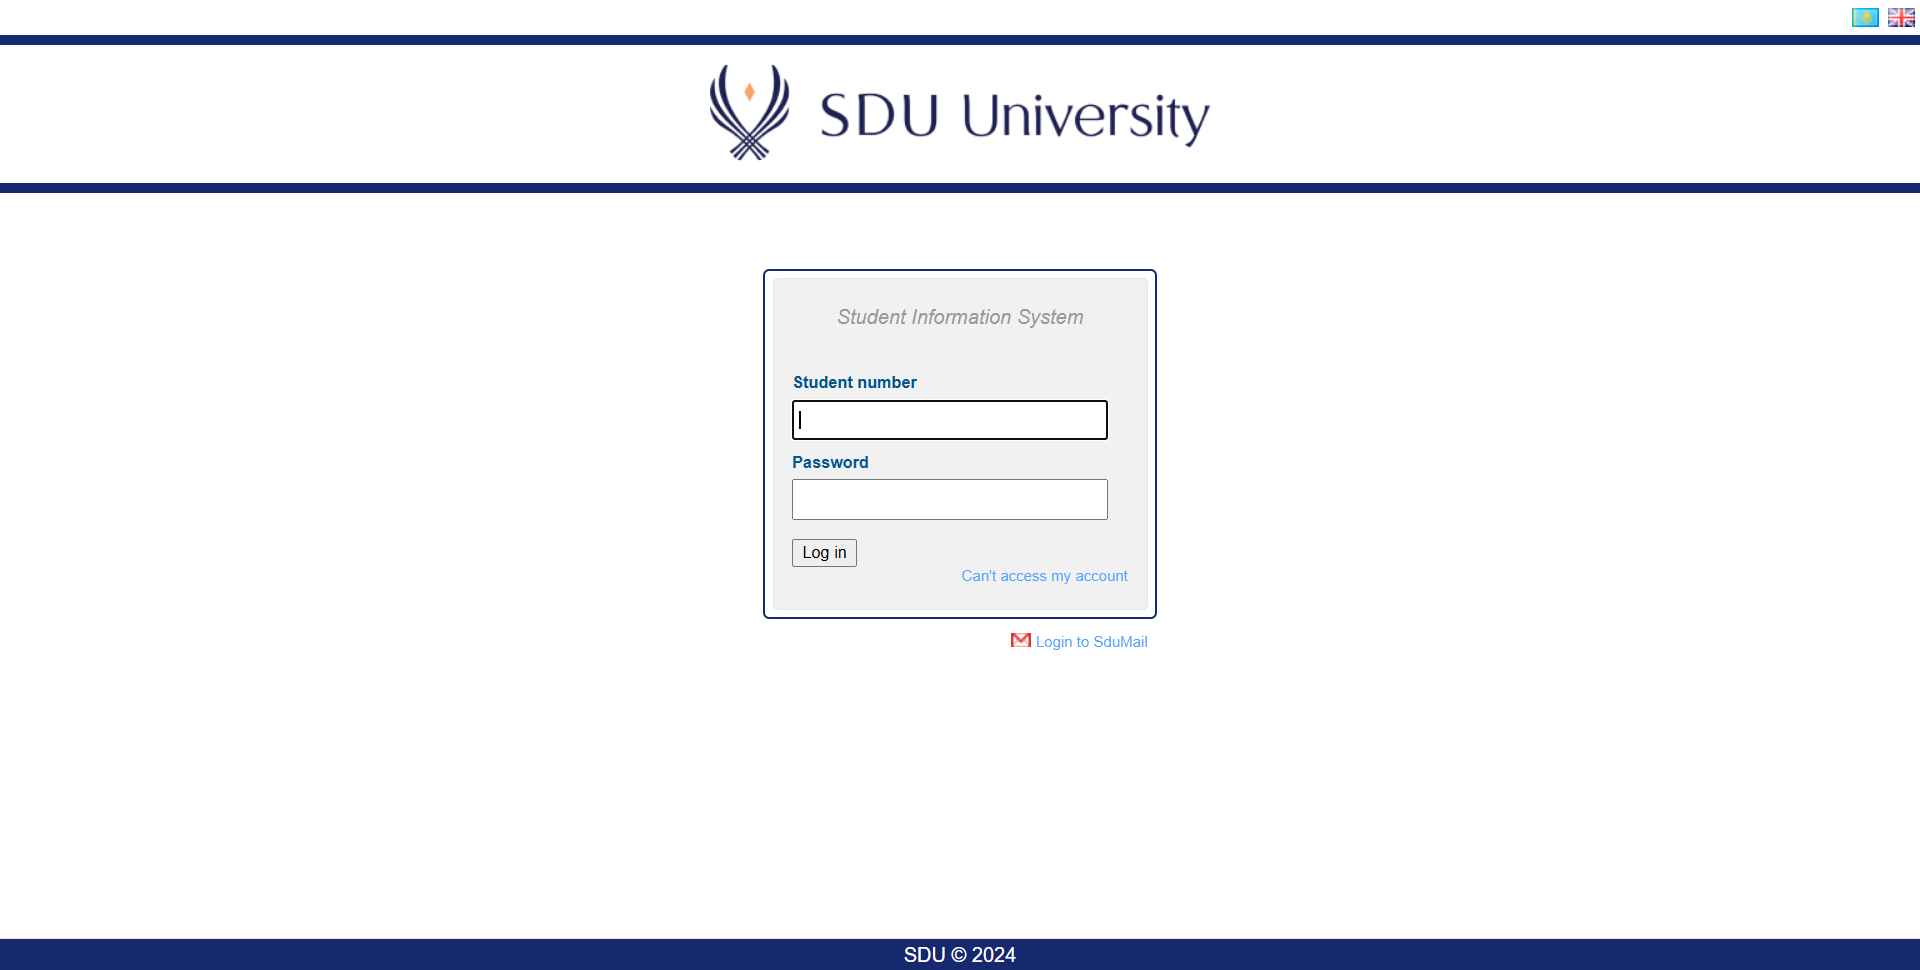 SDU University
Student Information System
Student number
Password
Log in
Can't access my account
Login to SduMail
SDU © 2024